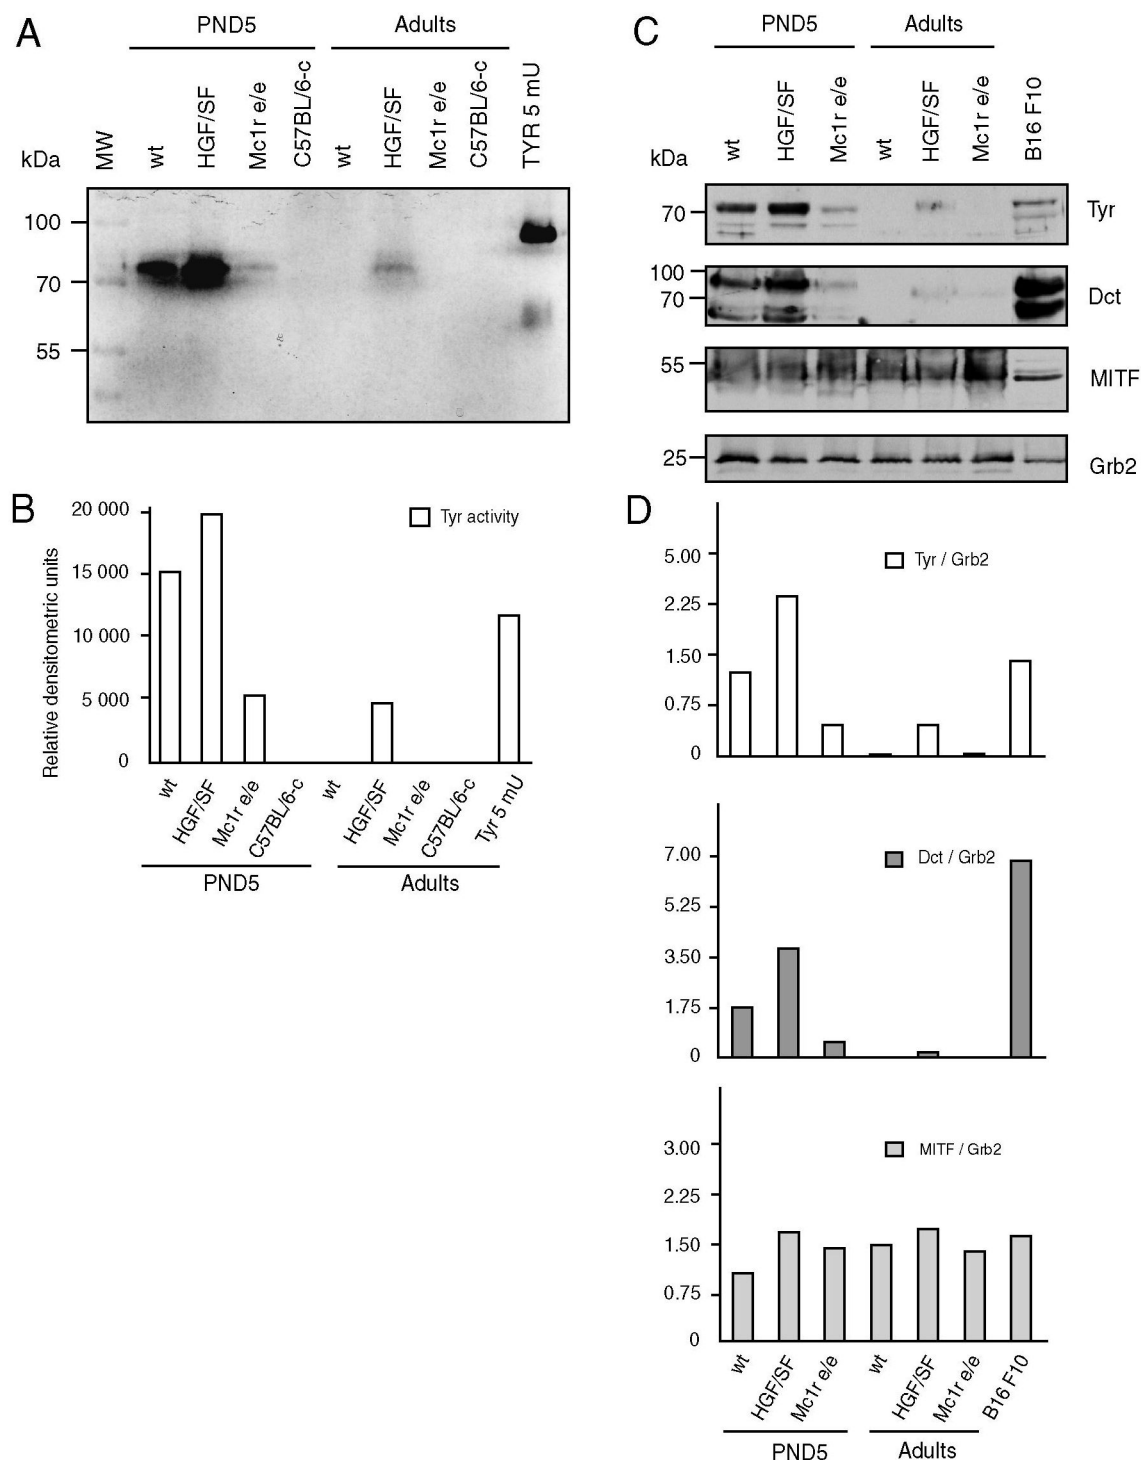 A
PND5
Adults
kDa
MW
wt
HGF/SF
Mc1r e/e
C57BL/6-c
wt
HGF/SF
Mc1r e/e
C57BL/6-c
TYR 5 mU
100
70
55
B
Relative densitometric units
20 000
15 000
10 000
5 000
0
Tyr activity
wt
HGF/SF
Mc1r e/e
C57BL/6-c
wt
HGF/SF
Mc1r e/e
C57BL/6-c
Tyr 5 mU
PND5
Adults
C
PND5
Adults
kDa
wt
HGF/SF
Mc1r e/e
wt
HGF/SF
Mc1r e/e
B16 F10
70
Tyr
100
70
Dct
55
MITF
25
Grb2
D
5.00
2.25
1.50
0.75
0
Tyr / Grb2
7.00
5.25
3.50
1.75
0
Dct / Grb2
3.00
2.25
1.50
0.75
0
MITF / Grb2
wt
HGF/SF
Mc1r e/e
wt
HGF/SF
Mc1r e/e
B16 F10
PND5
Adults